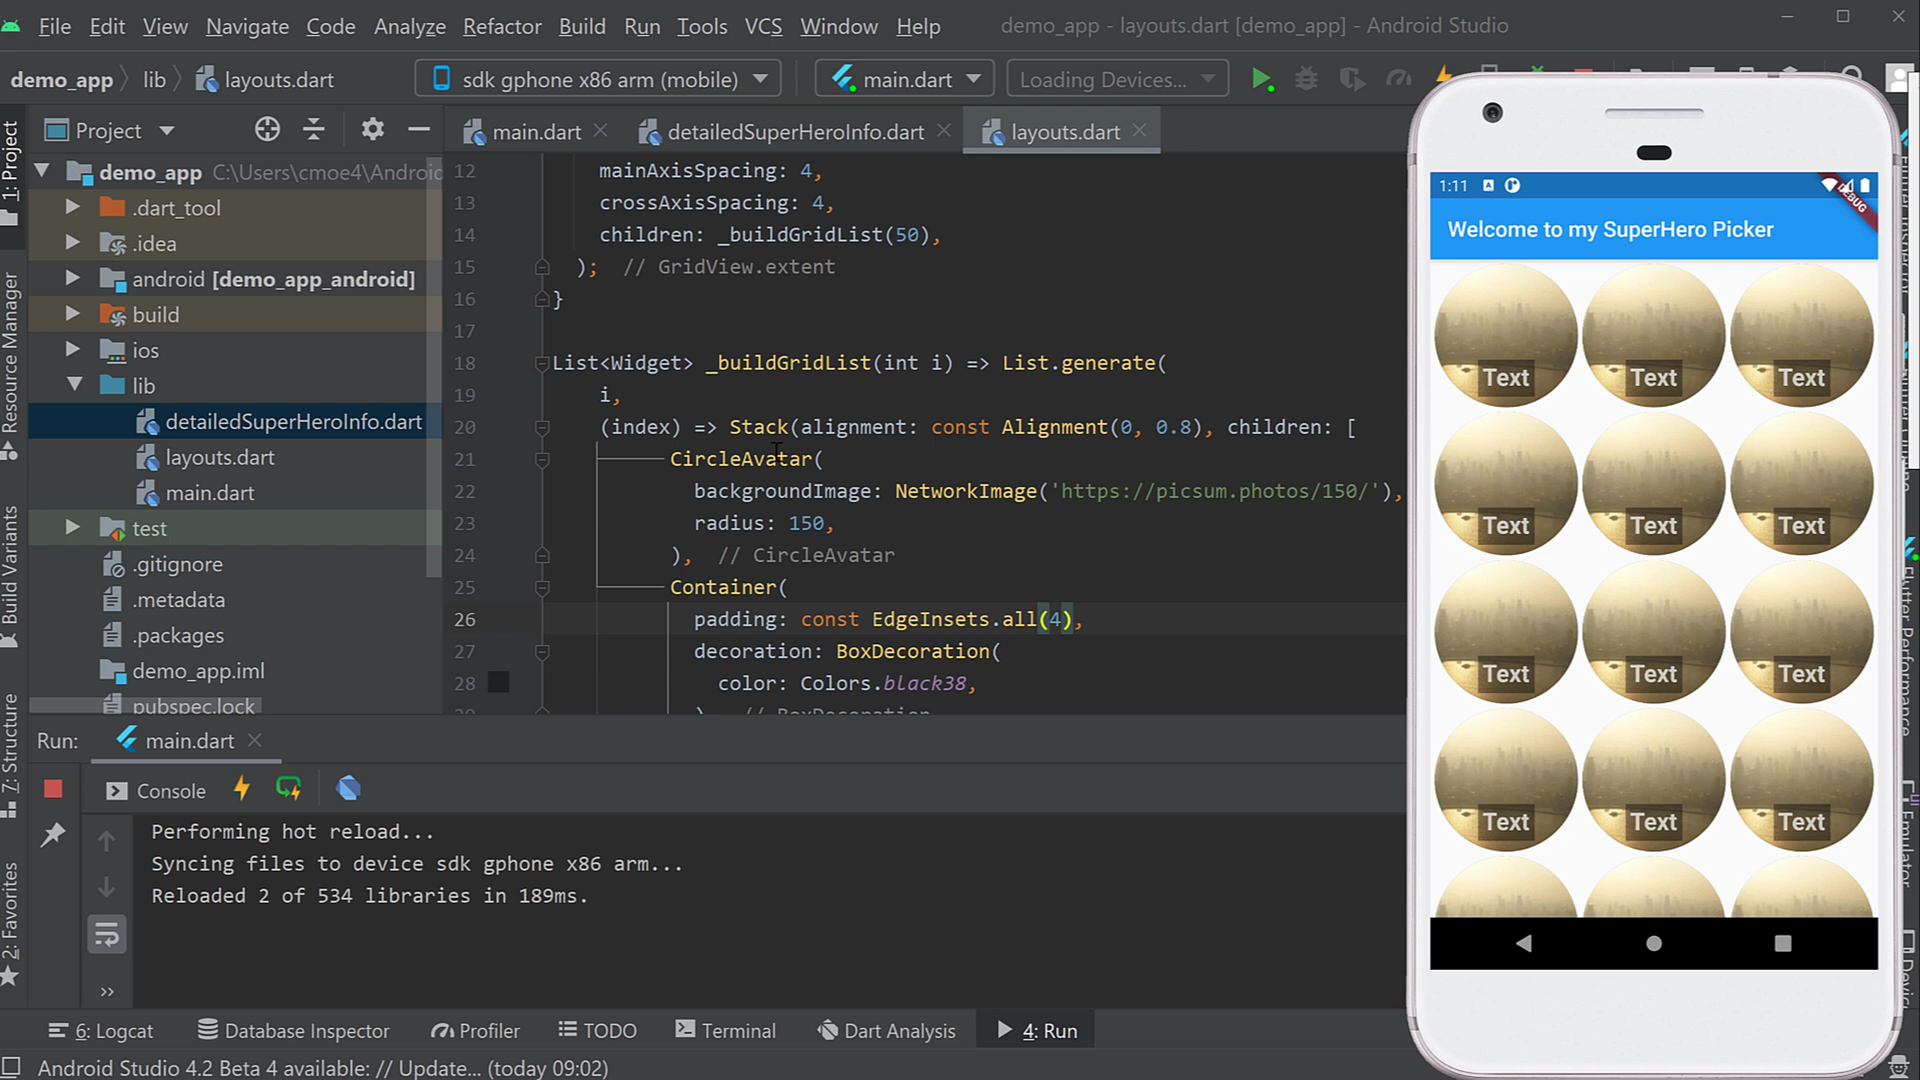 File Edit View Navigate Code Analyze Refactor Build Run Tools VCS Window Help demo_app - layouts.dart [demo_app] - Android Studio
demo_app lib layouts.dart sdk gphone x86 arm (mobile) main.dart Loading Devices...
Project
main.dart detailedSuperHeroInfo.dart layouts.dart
1: Project
Resource Manager
Build Variants
7: Structure
2: Favorites
demo_app C:\Users\cmoe4\Android
.dart_tool
.idea
android [demo_app_android]
build
ios
lib
detailedSuperHeroInfo.dart
layouts.dart
main.dart
test
.gitignore
.metadata
.packages
demo_app.iml
pubspec.lock
12 mainAxisSpacing: 4,
13 crossAxisSpacing: 4,
14 children: _buildGridList(50),
15 ); // GridView.extent
16 }
17
18 List<Widget> _buildGridList(int i) => List.generate(
19 i,
20 (index) => Stack(alignment: const Alignment(0, 0.8), children: [
21 CircleAvatar(
22 backgroundImage: NetworkImage('https://picsum.photos/150/'),
23 radius: 150,
24 ), // CircleAvatar
25 Container(
26 padding: const EdgeInsets.all(4),
27 decoration: BoxDecoration(
28 color: Colors.black38,
29 ) // BoxDecoration
Run: main.dart
Console
Performing hot reload...
Syncing files to device sdk gphone x86 arm...
Reloaded 2 of 534 libraries in 189ms.
6: Logcat Database Inspector Profiler TODO Terminal Dart Analysis 4: Run
Android Studio 4.2 Beta 4 available: // Update... (today 09:02)
1:11
DEBUG
Welcome to my SuperHero Picker
Text Text Text
Text Text Text
Text Text Text
Text Text Text
Flutter Performance
Emulator